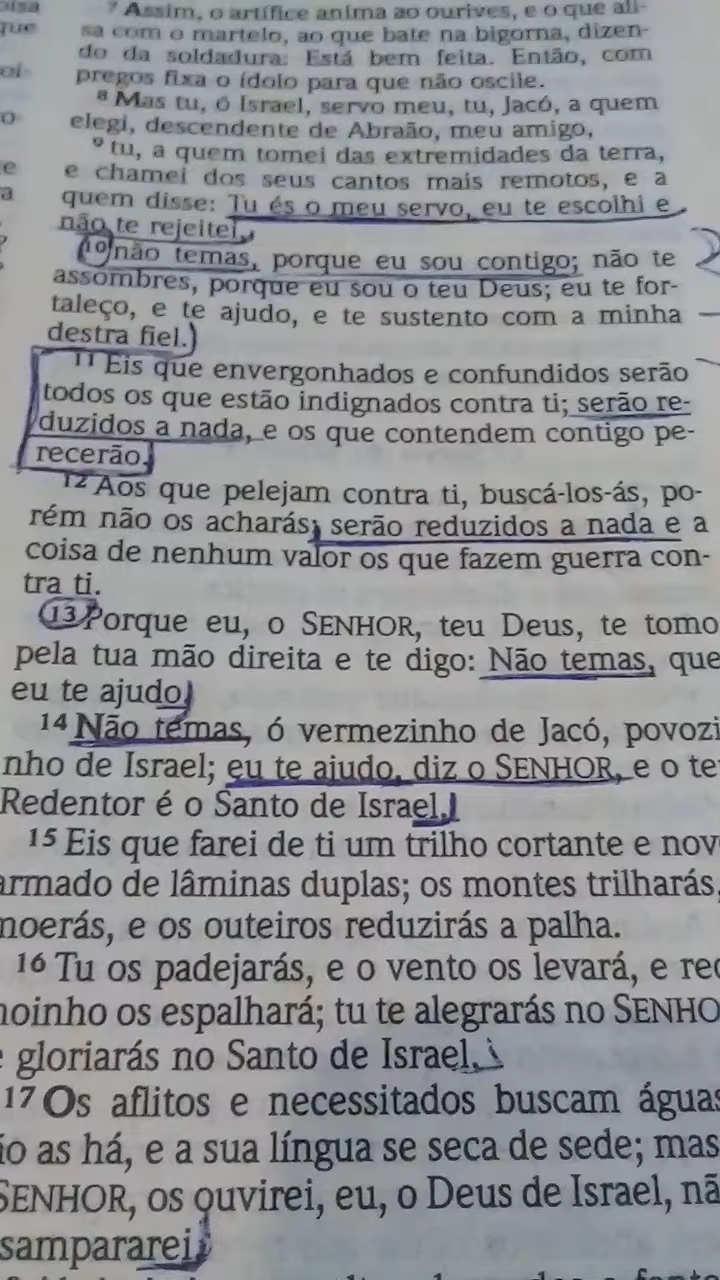 ⁷ Assim, o artífice anima ao ourives, e o que ali-
sa com o martelo, ao que bate na bigorna, dizen-
do da soldadura: Está bem feita. Então, com
pregos fixa o ídolo para que não oscile.
⁸ Mas tu, ó Israel, servo meu, tu, Jacó, a quem
elegi, descendente de Abraão, meu amigo,
⁹ tu, a quem tomei das extremidades da terra,
e chamei dos seus cantos mais remotos, e a
quem disse: Tu és o meu servo, eu te escolhi e
não te rejeitei,
¹⁰ não temas, porque eu sou contigo; não te
assombres, porque eu sou o teu Deus; eu te for-
taleço, e te ajudo, e te sustento com a minha
destra fiel.
¹¹ Eis que envergonhados e confundidos serão
todos os que estão indignados contra ti; serão re-
duzidos a nada, e os que contendem contigo pe-
recerão.
¹² Aos que pelejam contra ti, buscá-los-ás, po-
rém não os acharás; serão reduzidos a nada e a
coisa de nenhum valor os que fazem guerra con-
tra ti.
¹³ Porque eu, o SENHOR, teu Deus, te tomo
pela tua mão direita e te digo: Não temas, que
eu te ajudo.
¹⁴ Não temas, ó vermezinho de Jacó, povozi
nho de Israel; eu te ajudo, diz o SENHOR, e o te
Redentor é o Santo de Israel.
¹⁵ Eis que farei de ti um trilho cortante e nov
armado de lâminas duplas; os montes trilharás,
moerás, e os outeiros reduzirás a palha.
¹⁶ Tu os padejarás, e o vento os levará, e red
moinho os espalhará; tu te alegrarás no SENHO
e gloriarás no Santo de Israel.
¹⁷ Os aflitos e necessitados buscam águas
ão as há, e a sua língua se seca de sede; mas
SENHOR, os ouvirei, eu, o Deus de Israel, nã
sampararei.